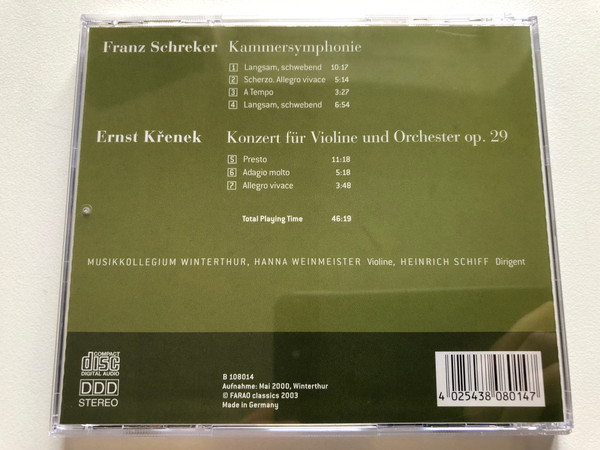 Franz Schreker Kammersymphonie
1 Langsam, schwebend 10:17
2 Scherzo. Allegro vivace 5:14
3 A Tempo 3:27
4 Langsam, schwebend 6:54
Ernst Křenek Konzert für Violine und Orchester op. 29
5 Presto 11:18
6 Adagio molto 5:18
7 Allegro vivace 3:48
Total Playing Time 46:19
MUSIKKOLLEGIUM WINTERTHUR, HANNA WEINMEISTER Violine, HEINRICH SCHIFF Dirigent
COMPACT
disc
DIGITAL AUDIO
DDD
STEREO
B 108014
Aufnahme: Mai 2000, Winterthur
© FARAO classics 2003
Made in Germany
4 025438 080147